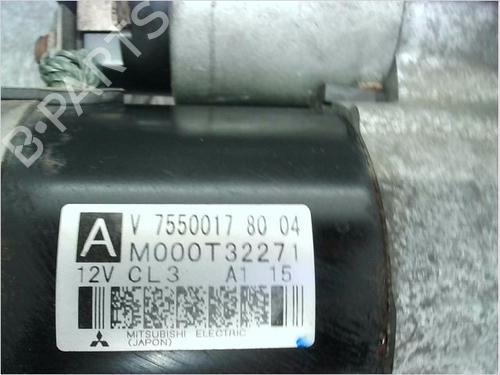 B-PARTS
A
V 7550017 80 04
M000T32271
12V CL3 A1 15
MITSUBISHI ELECTRIC
(JAPON)